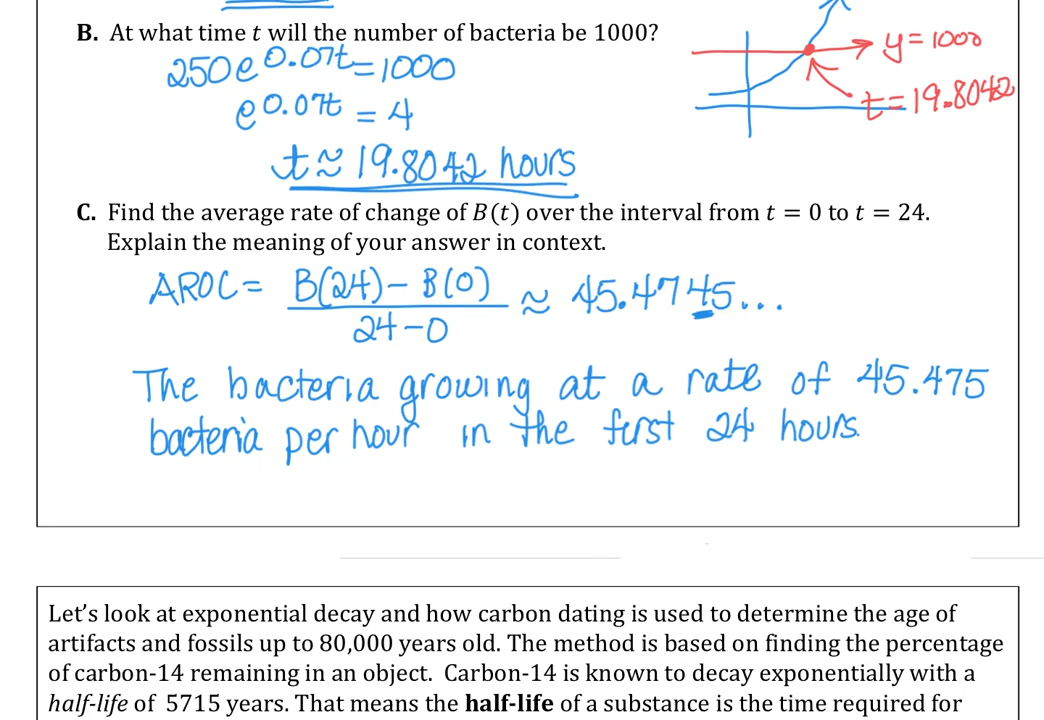 B. At what time t will the number of bacteria be 1000?
250e^0.07t = 1000
y = 1000
e^0.07t = 4
t = 19.8042
t ≈ 19.8042 hours
C. Find the average rate of change of B(t) over the interval from t = 0 to t = 24.
Explain the meaning of your answer in context.
AROC = B(24) − B(0) / 24 − 0 ≈ 45.4745...
The bacteria growing at a rate of 45.475
bacteria per hour in the first 24 hours.
Let's look at exponential decay and how carbon dating is used to determine the age of
artifacts and fossils up to 80,000 years old. The method is based on finding the percentage
of carbon-14 remaining in an object. Carbon-14 is known to decay exponentially with a
half-life of 5715 years. That means the half-life of a substance is the time required for